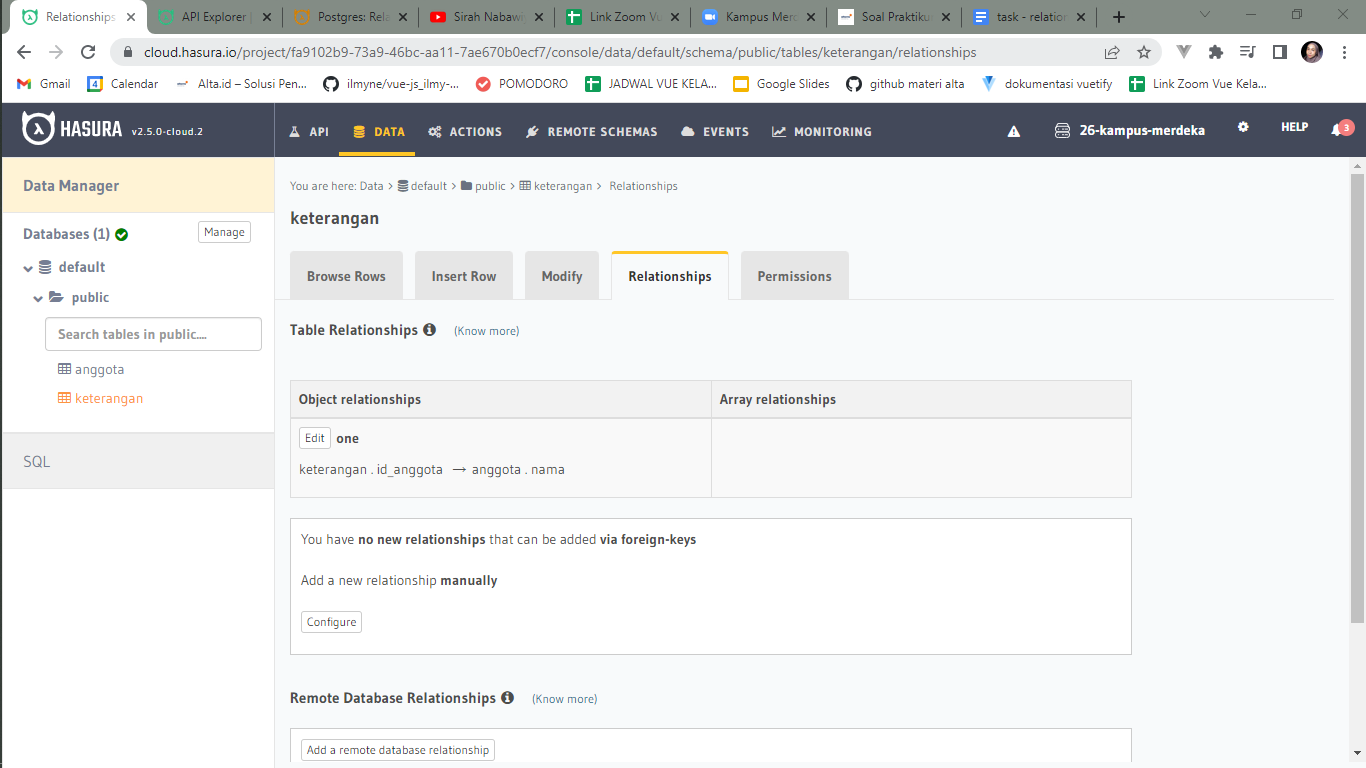 Relationships
API Explorer |
Postgres: Rela
Sirah Nabawi
Link Zoom Vu
Kampus Merd
Soal Praktiku
task - relation
cloud.hasura.io/project/fa9102b9-73a9-46bc-aa11-7ae670b0ecf7/console/data/default/schema/public/tables/keterangan/relationships
Gmail
Calendar
Alta.id – Solusi Pen...
ilmyne/vue-js_ilmy-...
POMODORO
JADWAL VUE KELA...
Google Slides
github materi alta
dokumentasi vuetify
Link Zoom Vue Kela...
HASURA v2.5.0-cloud.2
API
DATA
ACTIONS
REMOTE SCHEMAS
EVENTS
MONITORING
26-kampus-merdeka
HELP
3
Data Manager
Databases (1)
Manage
default
public
Search tables in public....
anggota
keterangan
SQL
You are here: Data > default > public > keterangan > Relationships
keterangan
Browse Rows
Insert Row
Modify
Relationships
Permissions
Table Relationships (Know more)
Object relationships
Array relationships
Edit one
keterangan . id_anggota → anggota . nama
You have no new relationships that can be added via foreign-keys
Add a new relationship manually
Configure
Remote Database Relationships (Know more)
Add a remote database relationship